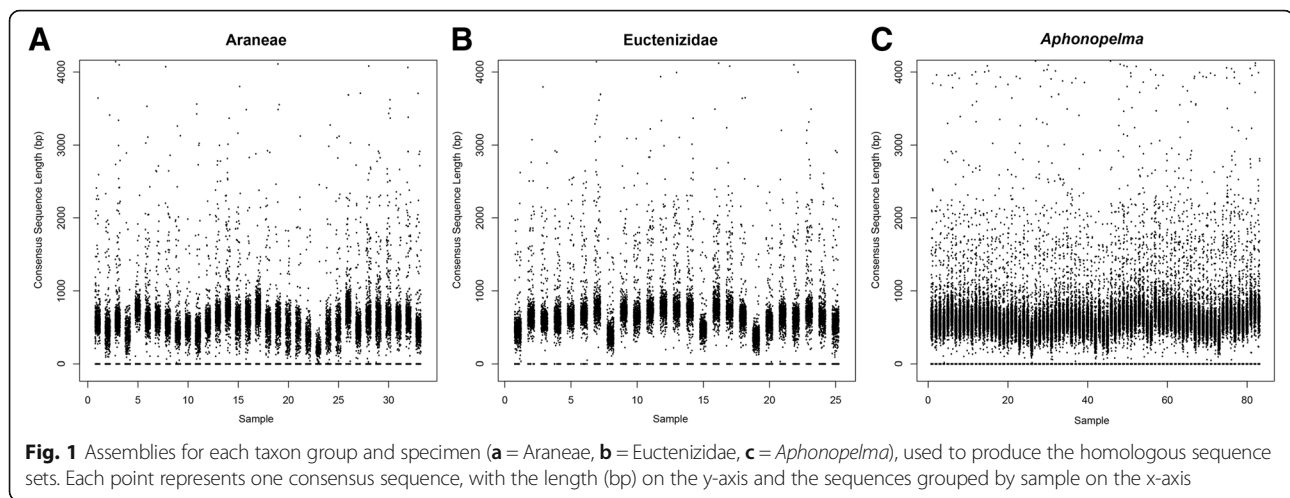 A
Araneae
Consensus Sequence Length (bp)
4000
3000
2000
1000
0
0 5 10 15 20 25 30
Sample
B
Euctenizidae
Consensus Sequence Length (bp)
4000
3000
2000
1000
0
0 5 10 15 20 25
Sample
C
Aphonopelma
Consensus Sequence Length (bp)
4000
3000
2000
1000
0
0 20 40 60 80
Sample
Fig. 1 Assemblies for each taxon group and specimen (a = Araneae, b = Euctenizidae, c = Aphonopelma), used to produce the homologous sequence
sets. Each point represents one consensus sequence, with the length (bp) on the y-axis and the sequences grouped by sample on the x-axis